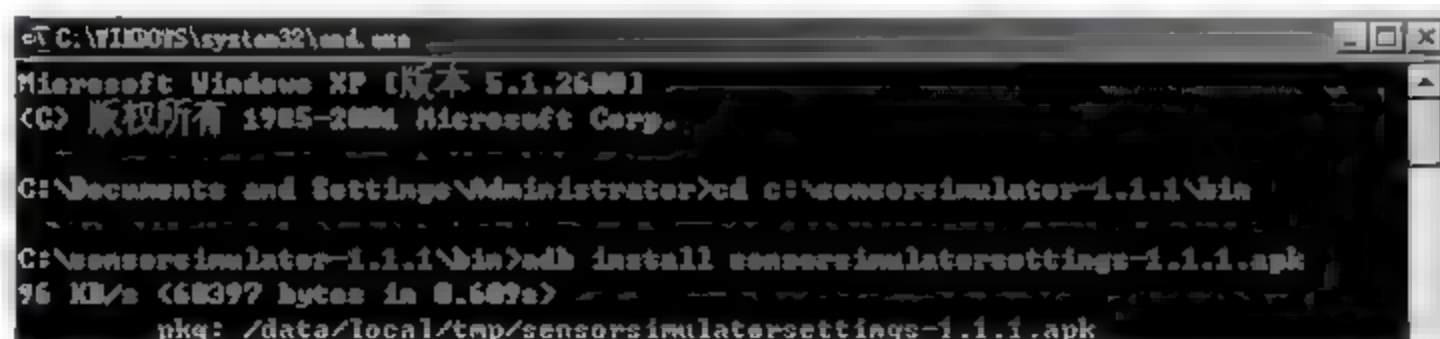 C:\WINDOWS\system32\cmd.exe
Microsoft Windows XP [版本 5.1.2600]
(C) 版权所有 1985-2001 Microsoft Corp.
C:\Documents and Settings\Administrator>cd c:\sensorsimulator-1.1.1\bin
C:\sensorsimulator-1.1.1\bin>adb install sensorsimulatorsettings-1.1.1.apk
96 KB/s (60397 bytes in 0.609s)
pkg: /data/local/tmp/sensorsimulatorsettings-1.1.1.apk